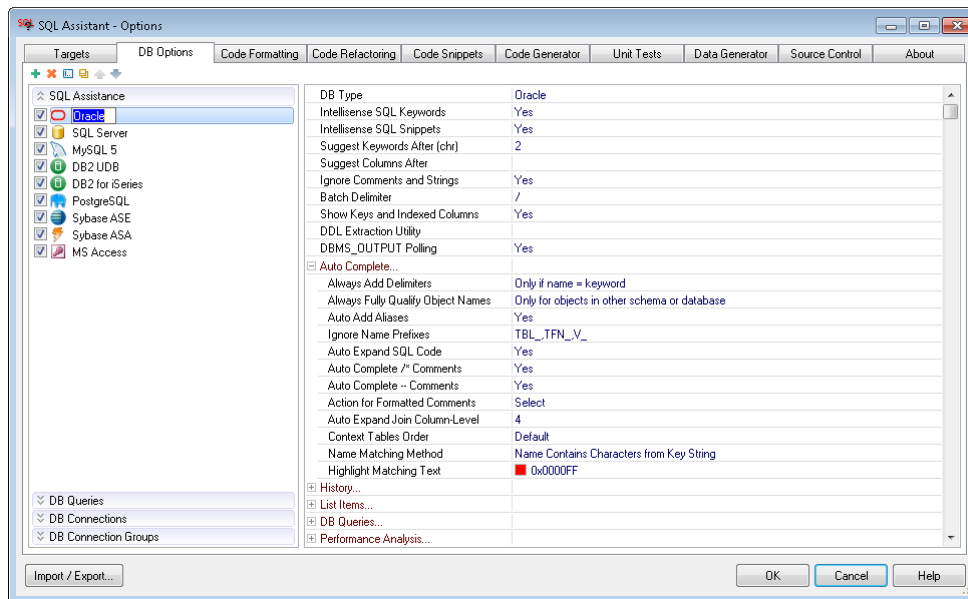 SQL Assistant - Options
Targets DB Options Code Formatting Code Refactoring Code Snippets Code Generator Unit Tests Data Generator Source Control About
SQL Assistance
Oracle
SQL Server
MySQL 5
DB2 UDB
DB2 for iSeries
PostgreSQL
Sybase ASE
Sybase ASA
MS Access
DB Queries
DB Connections
DB Connection Groups
DB Type Oracle
Intellisense SQL Keywords Yes
Intellisense SQL Snippets Yes
Suggest Keywords After (chr) 2
Suggest Columns After
Ignore Comments and Strings Yes
Batch Delimiter /
Show Keys and Indexed Columns Yes
DDL Extraction Utility
DBMS_OUTPUT Polling Yes
Auto Complete...
Always Add Delimiters Only if name = keyword
Always Fully Qualify Object Names Only for objects in other schema or database
Auto Add Aliases Yes
Ignore Name Prefixes TBL_,TFN_,V_
Auto Expand SQL Code Yes
Auto Complete /* Comments Yes
Auto Complete -- Comments Yes
Action for Formatted Comments Select
Auto Expand Join Column-Level 4
Context Tables Order Default
Name Matching Method Name Contains Characters from Key String
Highlight Matching Text 0x0000FF
History...
List Items...
DB Queries...
Performance Analysis...
Import / Export... OK Cancel Help